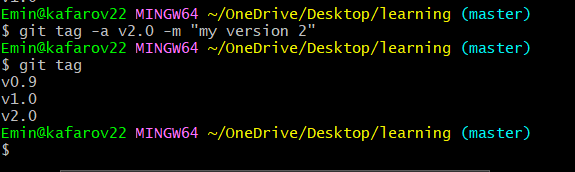 Emin@kafarov22 MINGW64 ~/OneDrive/Desktop/learning (master)
$ git tag -a v2.0 -m "my version 2"
Emin@kafarov22 MINGW64 ~/OneDrive/Desktop/learning (master)
$ git tag
v0.9
v1.0
v2.0
Emin@kafarov22 MINGW64 ~/OneDrive/Desktop/learning (master)
$